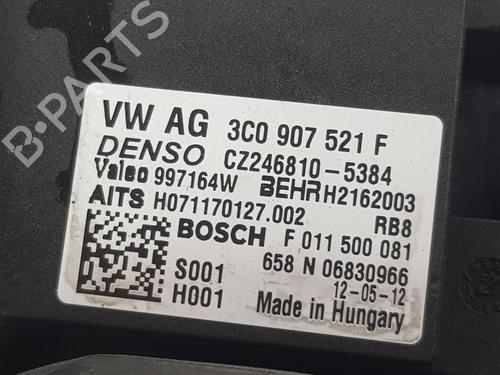 VW AG 3C0 907 521 F
DENSO CZ246810-5384
Valeo 997164W BEHR H2162003
AITS H071170127.002 RB8
BOSCH F 011 500 081
S001 658 N 06830966
H001 12-05-12
Made in Hungary
B-PARTS